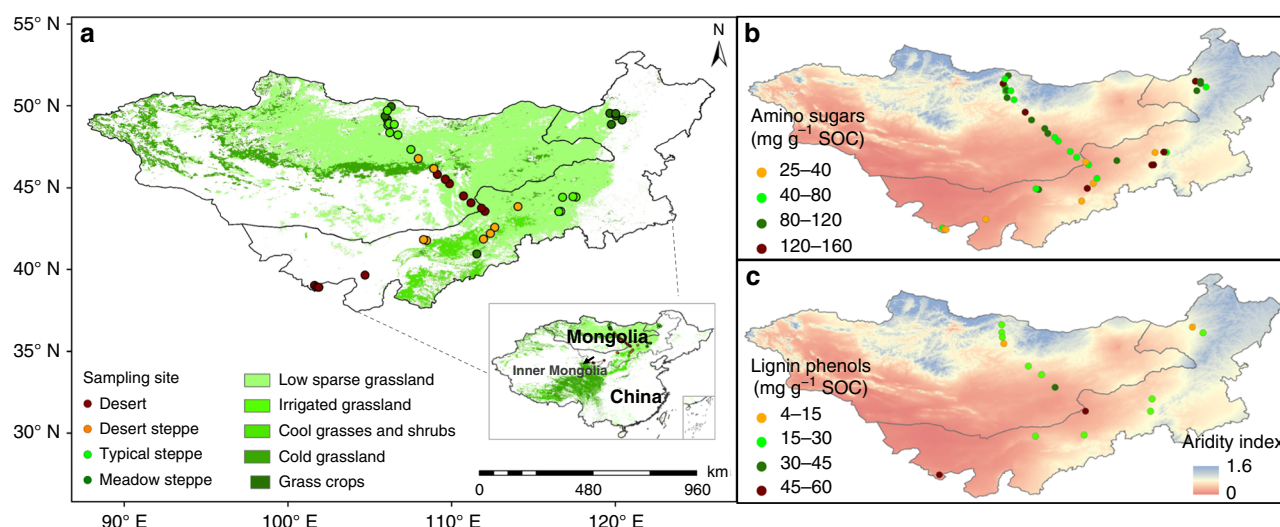 a
55° N
50° N
45° N
40° N
35° N
30° N
90° E
100° E
110° E
120° E
N
Sampling site
Desert
Desert steppe
Typical steppe
Meadow steppe
Low sparse grassland
Irrigated grassland
Cool grasses and shrubs
Cold grassland
Grass crops
Mongolia
Inner Mongolia
China
km
0 480 960
b
Amino sugars
(mg g⁻¹ SOC)
25–40
40–80
80–120
120–160
c
Lignin phenols
(mg g⁻¹ SOC)
4–15
15–30
30–45
45–60
Aridity index
1.6
0